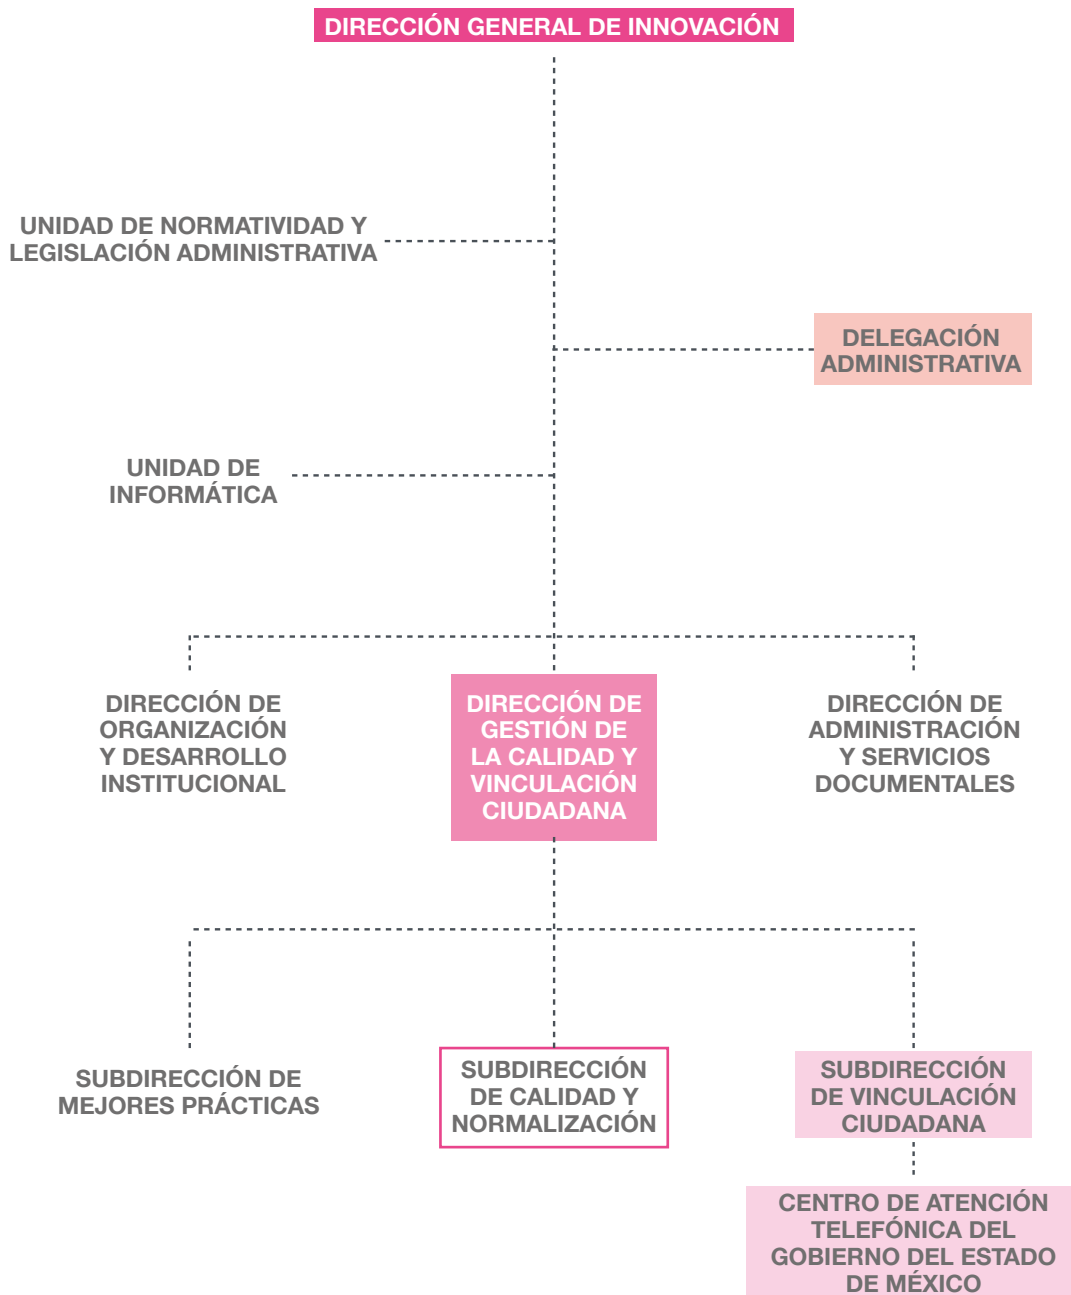 DIRECCIÓN GENERAL DE INNOVACIÓN
UNIDAD DE NORMATIVIDAD Y
LEGISLACIÓN ADMINISTRATIVA
DELEGACIÓN
ADMINISTRATIVA
UNIDAD DE
INFORMÁTICA
DIRECCIÓN DE
ORGANIZACIÓN
Y DESARROLLO
INSTITUCIONAL
DIRECCIÓN DE
GESTIÓN DE
LA CALIDAD Y
VINCULACIÓN
CIUDADANA
DIRECCIÓN DE
ADMINISTRACIÓN
Y SERVICIOS
DOCUMENTALES
SUBDIRECCIÓN DE
MEJORES PRÁCTICAS
SUBDIRECCIÓN
DE CALIDAD Y
NORMALIZACIÓN
SUBDIRECCIÓN
DE VINCULACIÓN
CIUDADANA
CENTRO DE ATENCIÓN
TELEFÓNICA DEL
GOBIERNO DEL ESTADO
DE MÉXICO